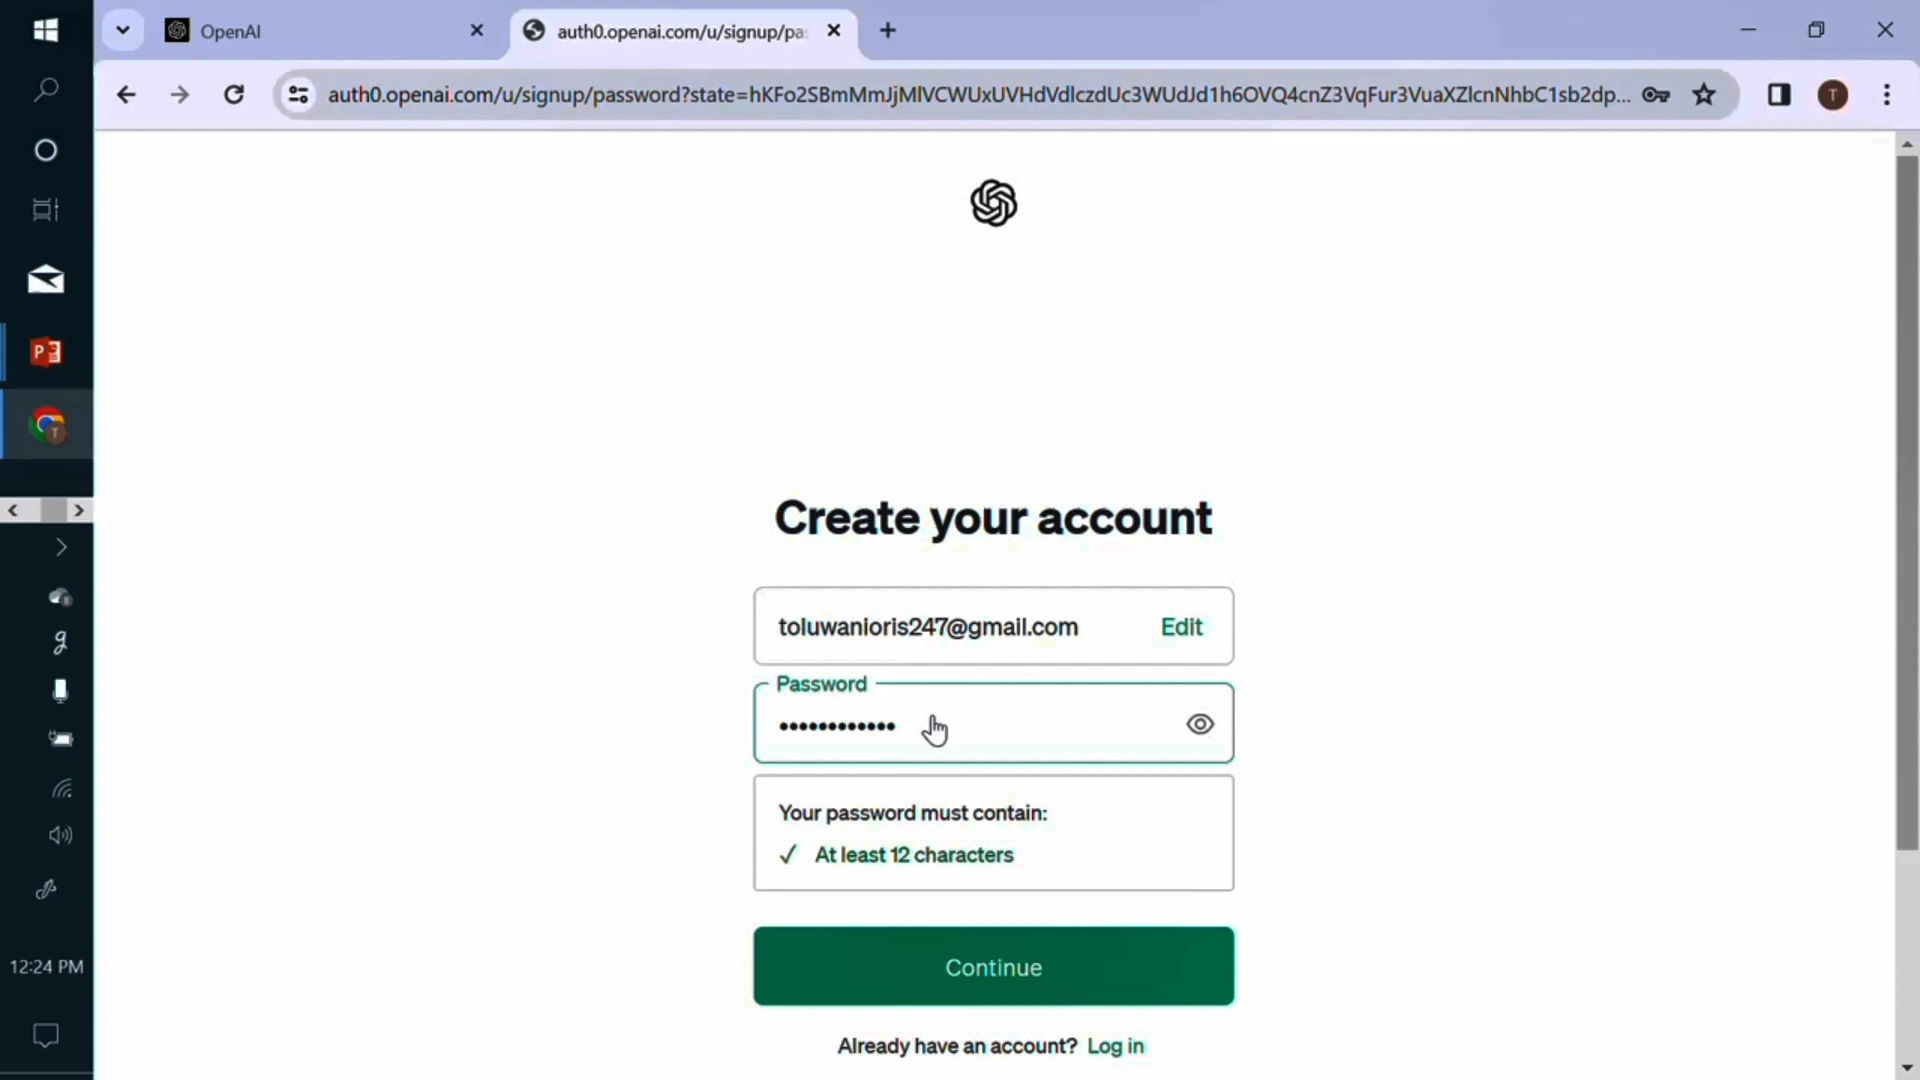 OpenAI
auth0.openai.com/u/signup/pa
auth0.openai.com/u/signup/password?state=hKFo2SBmMmJjMlVCWUxUVHdVdlczdUc3WUdJd1h6OVQ4cnZ3VqFur3VuaXZlcnNhbC1sb2dp...
T
Create your account
toluwanioris247@gmail.com Edit
Password
••••••••••••
Your password must contain:
✓ At least 12 characters
Continue
Already have an account? Log in
12:24 PM